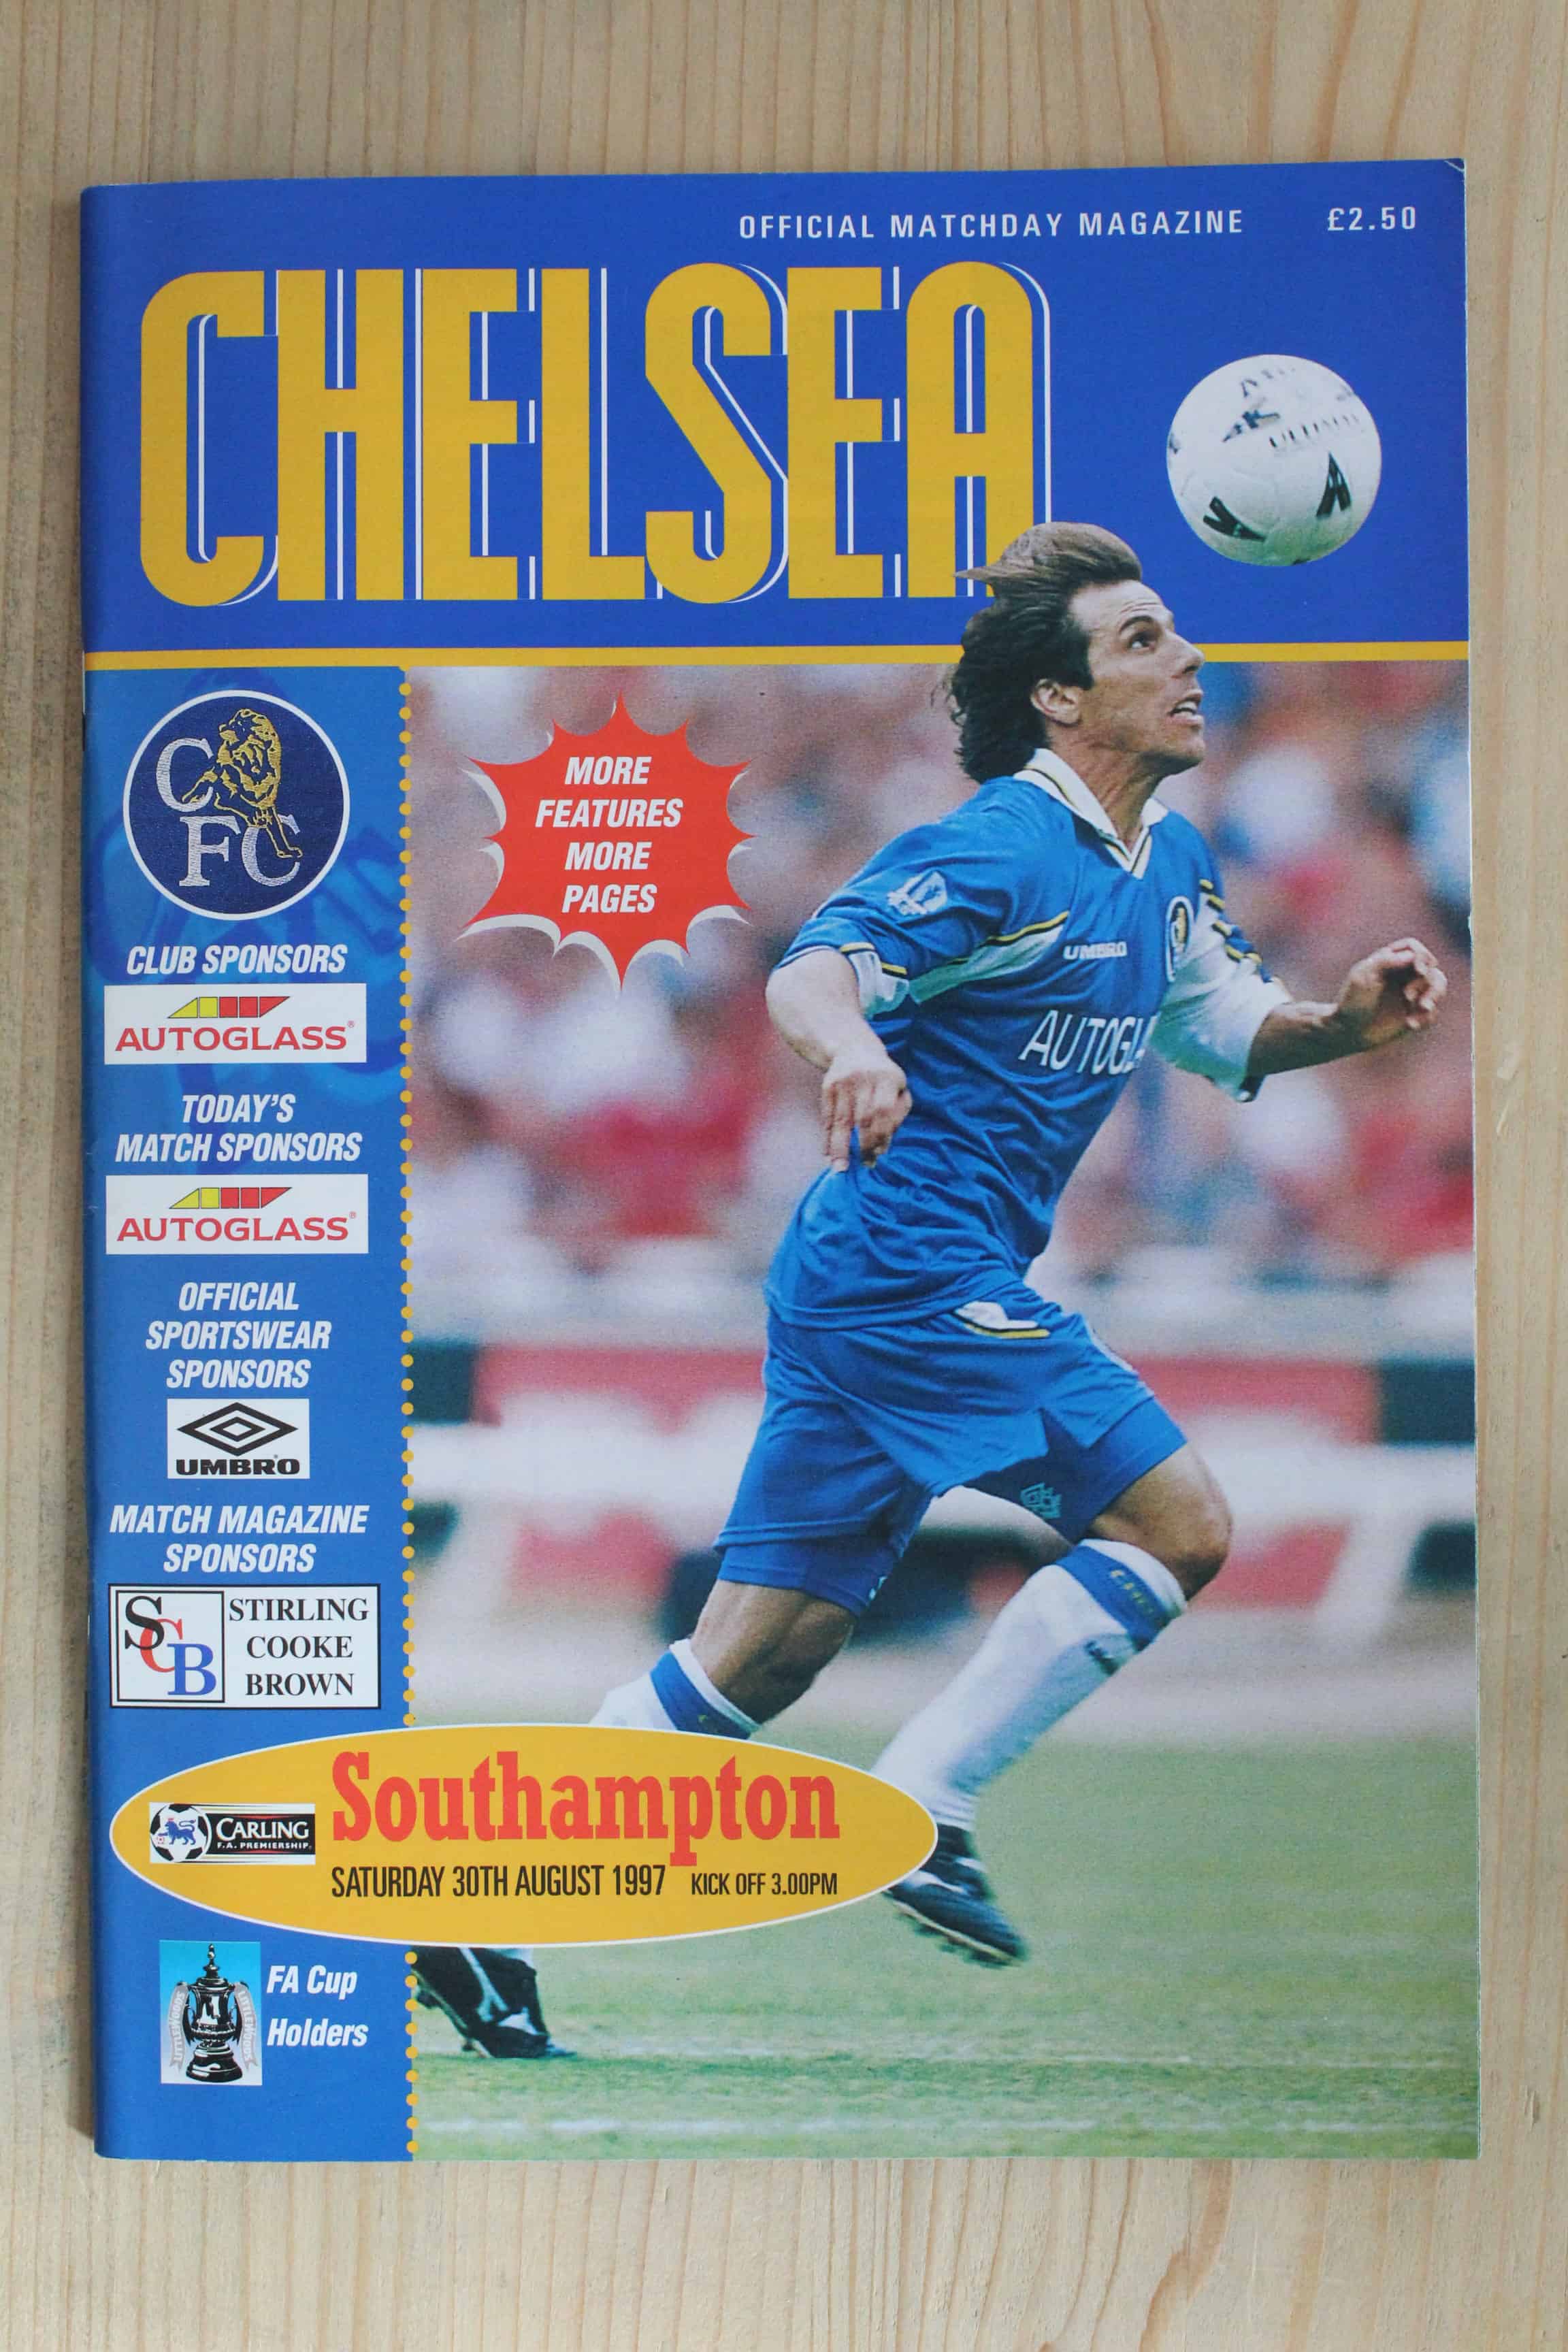 OFFICIAL MATCHDAY MAGAZINE £2.50
CHELSEA
CFC
MORE
FEATURES
MORE
PAGES
CLUB SPONSORS
AUTOGLASS®
TODAY'S
MATCH SPONSORS
AUTOGLASS®
OFFICIAL
SPORTSWEAR
SPONSORS
UMBRO
MATCH MAGAZINE
SPONSORS
SCB
STIRLING
COOKE
BROWN
UMBRO
AUTOGLA
Southampton
CARLING
F.A. PREMIERSHIP
SATURDAY 30TH AUGUST 1997 KICK OFF 3.00PM
FA Cup
Holders